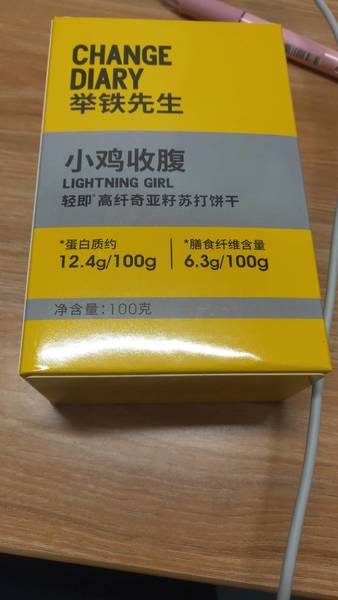 CHANGE
DIARY
举铁先生
小鸡收腹
LIGHTNING GIRL
轻即®高纤奇亚籽苏打饼干
*蛋白质约 *膳食纤维含量
12.4g/100g 6.3g/100g
净含量:100克